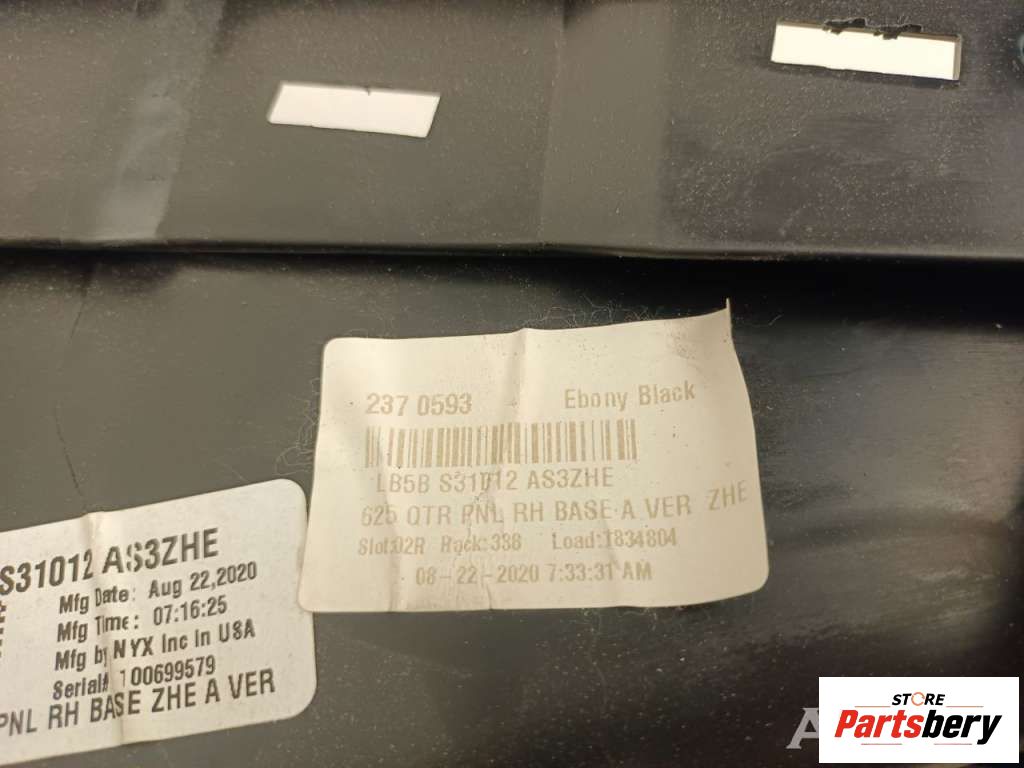 237 0593 Ebony Black
LB5B S31012 AS3ZHE
625 QTR PNL RH BASE A VER ZHE
Slot:02R Rack:336 Load:1834804
08-22-2020 7:33:31 AM
S31012 AS3ZHE
Mfg Date: Aug 22,2020
Mfg Time: 07:16:25
Mfg by NYX Inc in USA
Serial# 100699579
PNL RH BASE ZHE A VER
STORE
Partsbery